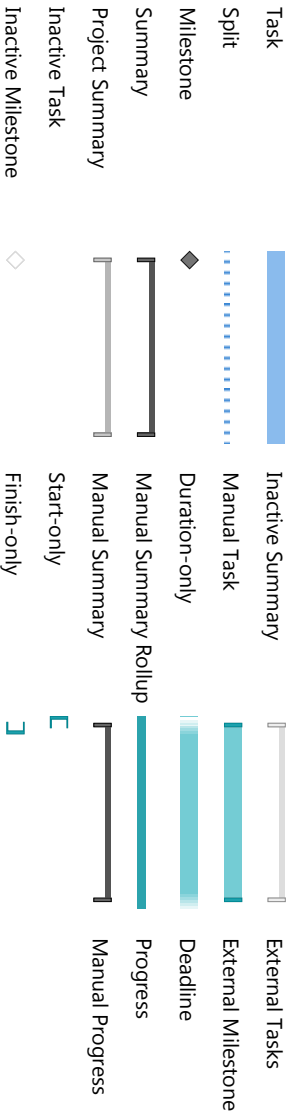 Task
Split
Milestone
Summary
Project Summary
Inactive Task
Inactive Milestone
Inactive Summary
Manual Task
Duration-only
Manual Summary Rollup
Manual Summary
Start-only
Finish-only
External Tasks
External Milestone
Deadline
Progress
Manual Progress